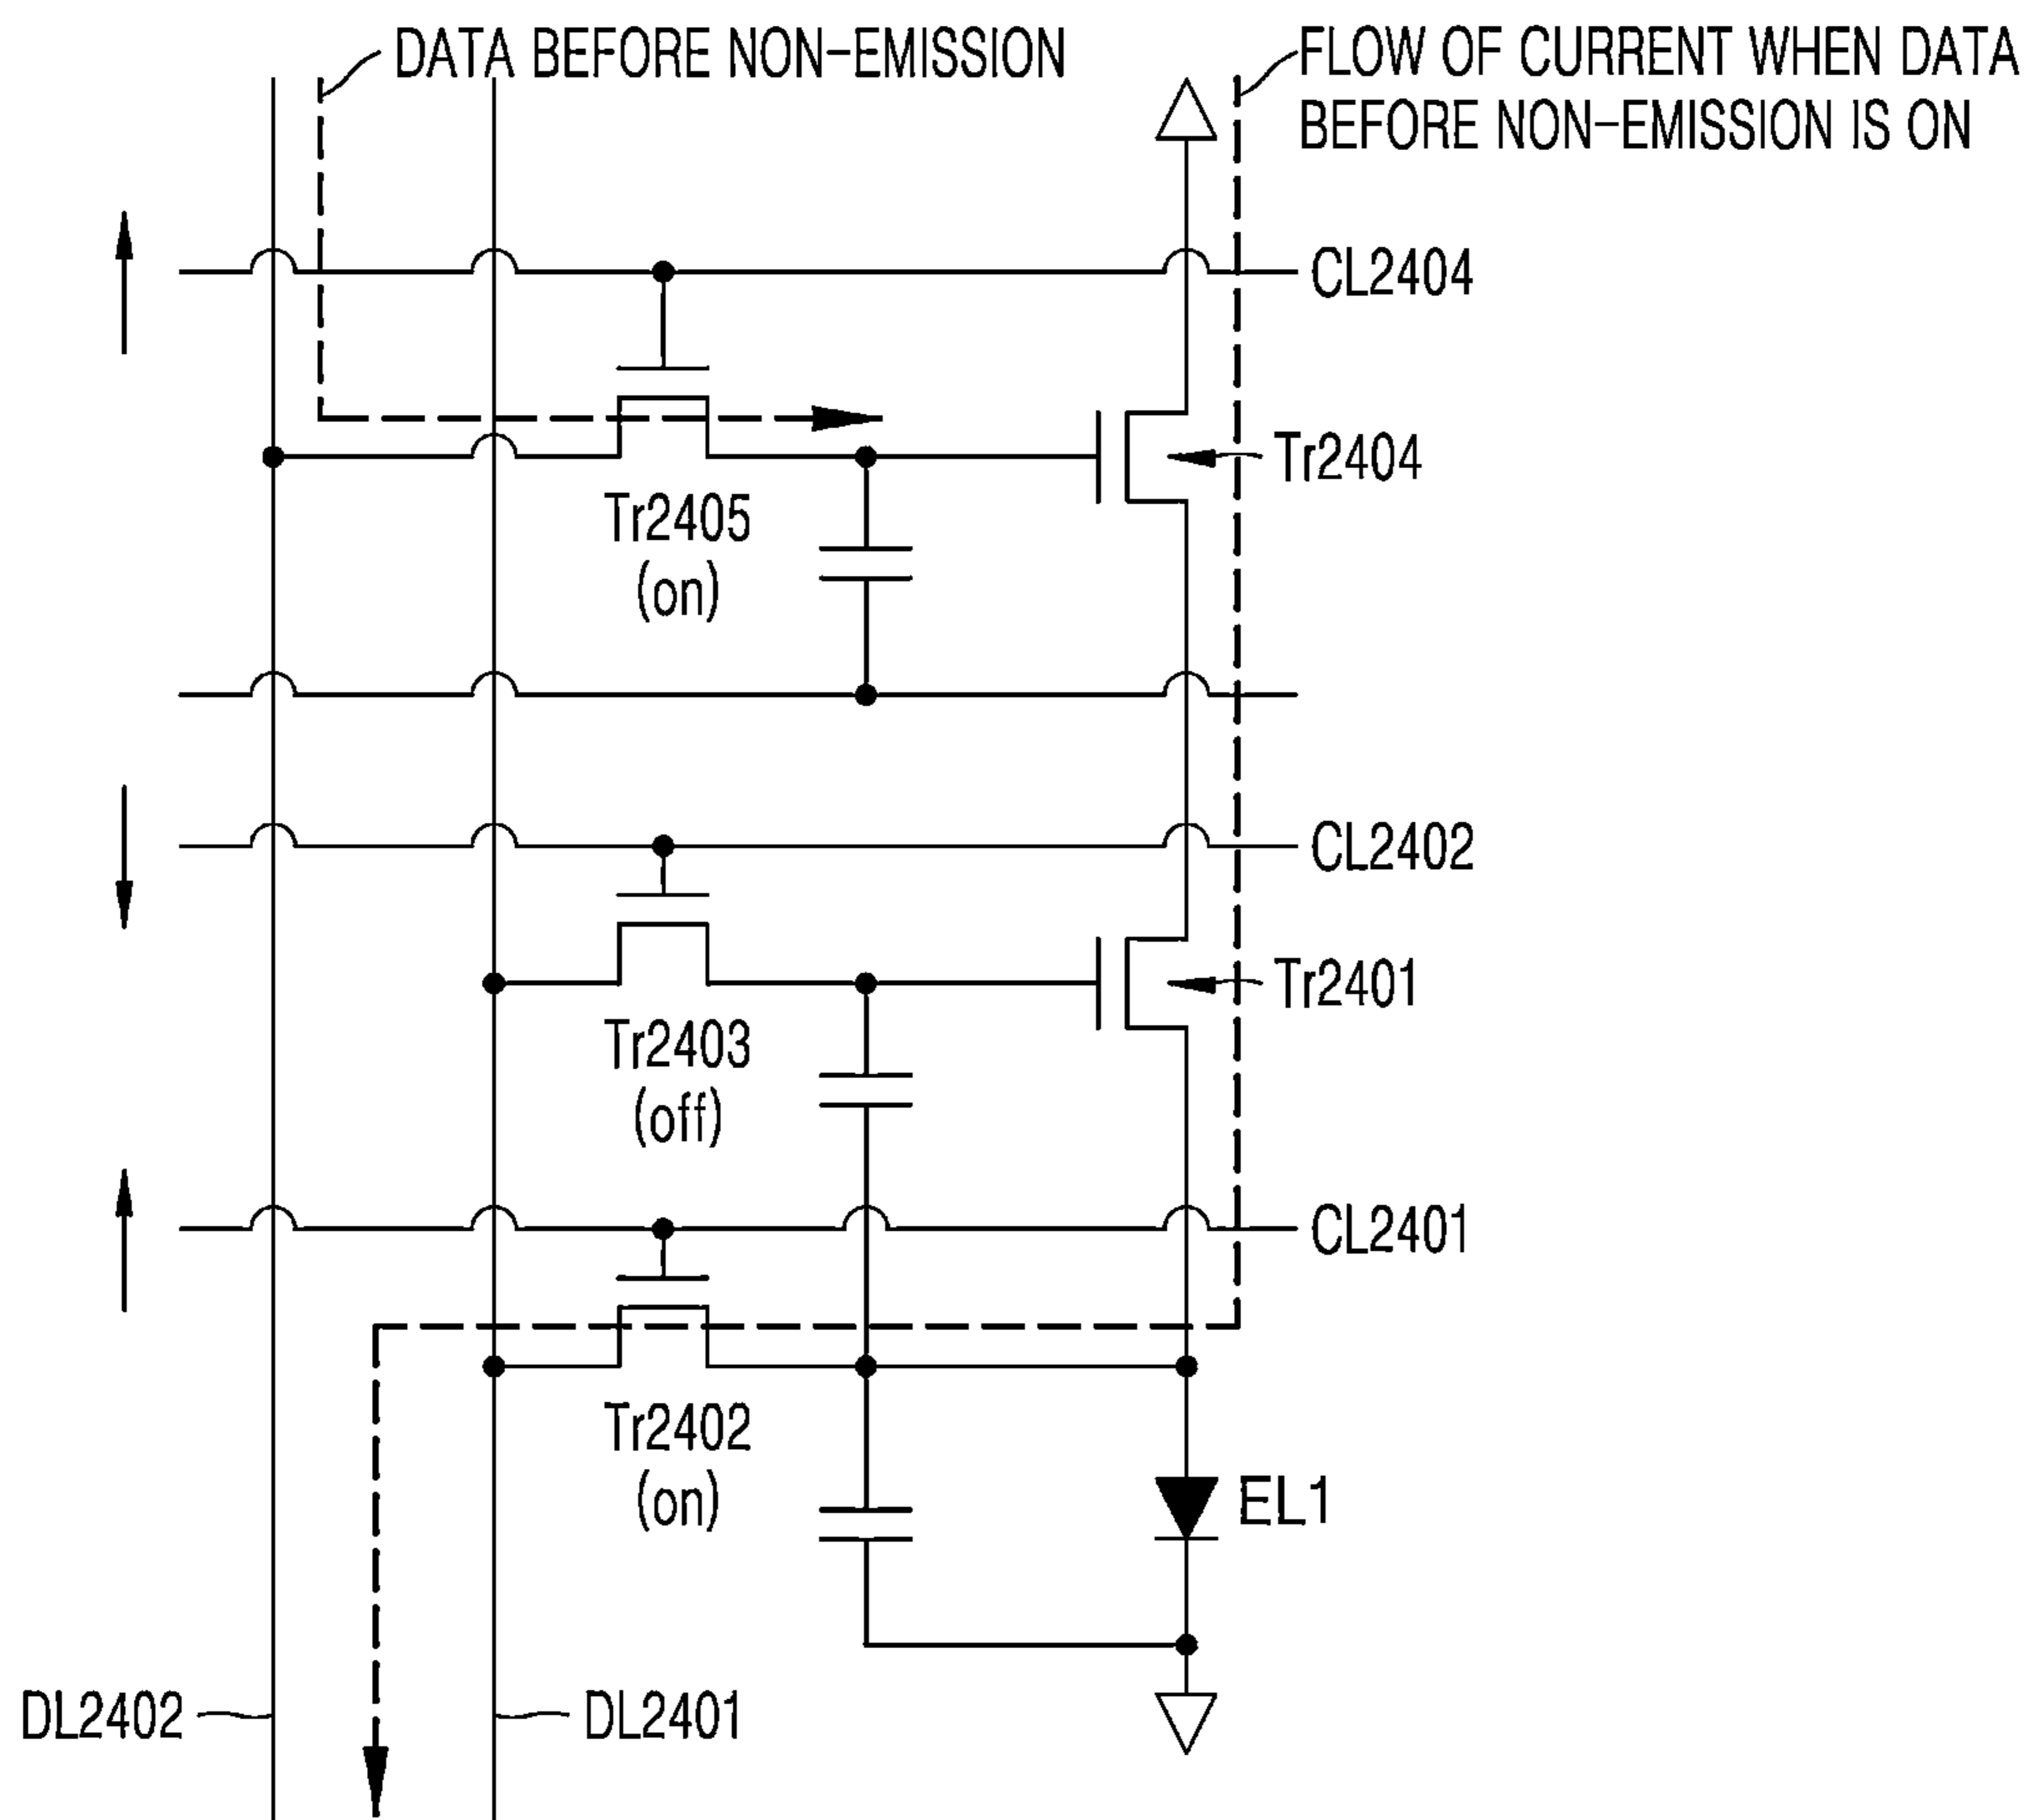 DATA BEFORE NON-EMISSION
FLOW OF CURRENT WHEN DATA
BEFORE NON-EMISSION IS ON
CL2404
Tr2404
Tr2405
(on)
CL2402
Tr2401
Tr2403
(off)
CL2401
Tr2402
(on)
EL1
DL2402
DL2401